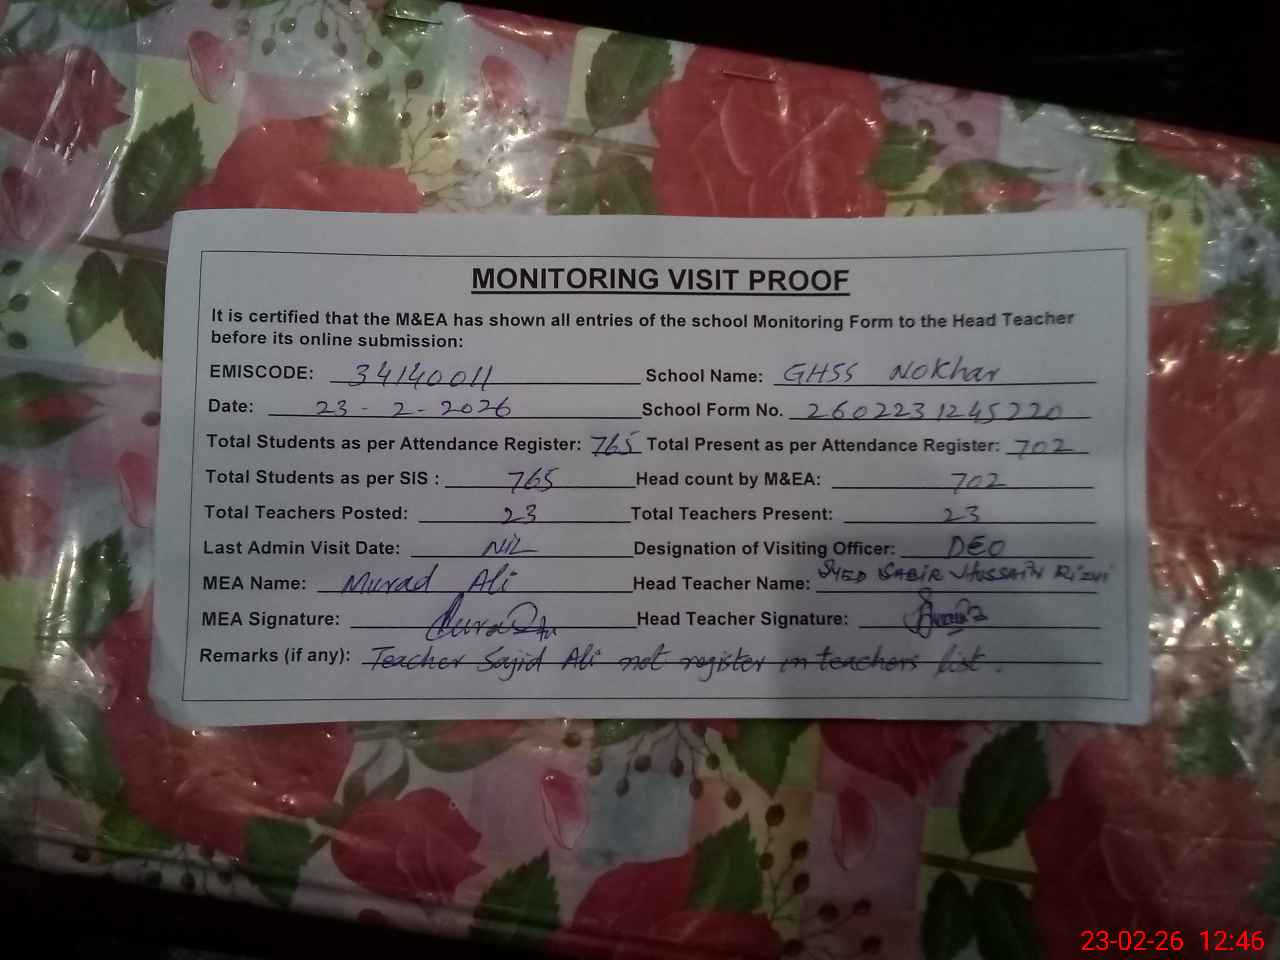 MONITORING VISIT PROOF
It is certified that the M&EA has shown all entries of the school Monitoring Form to the Head Teacher
before its online submission:
EMISCODE: 34140011 School Name: GHSS Nokhar
Date: 23-2-2026 School Form No. 2602231245220
Total Students as per Attendance Register: 765 Total Present as per Attendance Register: 702
Total Students as per SIS : 765 Head count by M&EA: 702
Total Teachers Posted: 23 Total Teachers Present: 23
Last Admin Visit Date: NIL Designation of Visiting Officer: DEO
MEA Name: Murad Ali Head Teacher Name: SYED SABIR HUSSAIN Rizvi
MEA Signature: Head Teacher Signature:
Remarks (if any): Teacher Sajid Ali not register in teachers list.
23-02-26 12:46